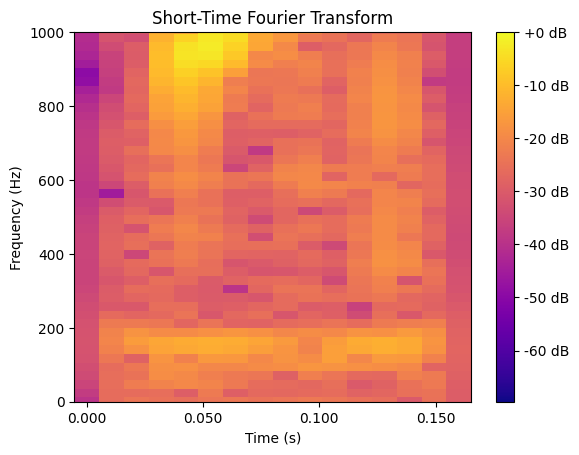 Short-Time Fourier Transform
1000
800
600
400
200
0
Frequency (Hz)
0.000
0.050
0.100
0.150
Time (s)
+0 dB
-10 dB
-20 dB
-30 dB
-40 dB
-50 dB
-60 dB